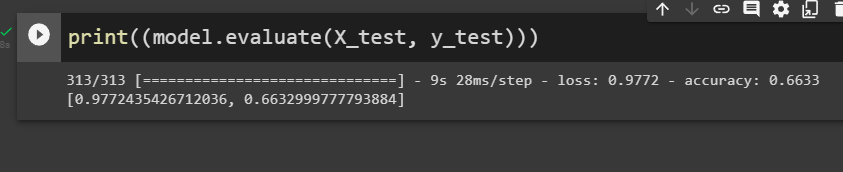 8s
print((model.evaluate(X_test, y_test)))
313/313 [==============================] - 9s 28ms/step - loss: 0.9772 - accuracy: 0.6633
[0.9772435426712036, 0.6632999777793884]